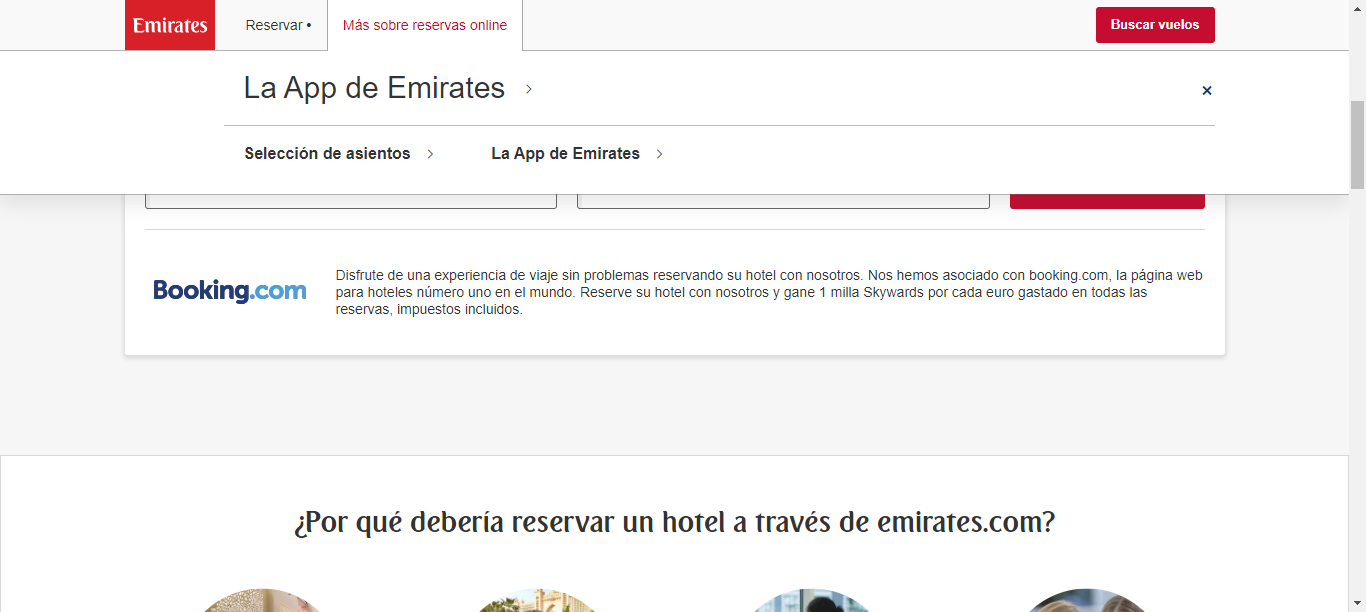 Emirates
Reservar •
Más sobre reservas online
Buscar vuelos
La App de Emirates
Selección de asientos
La App de Emirates
Booking.com
Disfrute de una experiencia de viaje sin problemas reservando su hotel con nosotros. Nos hemos asociado con booking.com, la página web
para hoteles número uno en el mundo. Reserve su hotel con nosotros y gane 1 milla Skywards por cada euro gastado en todas las
reservas, impuestos incluidos.
¿Por qué debería reservar un hotel a través de emirates.com?